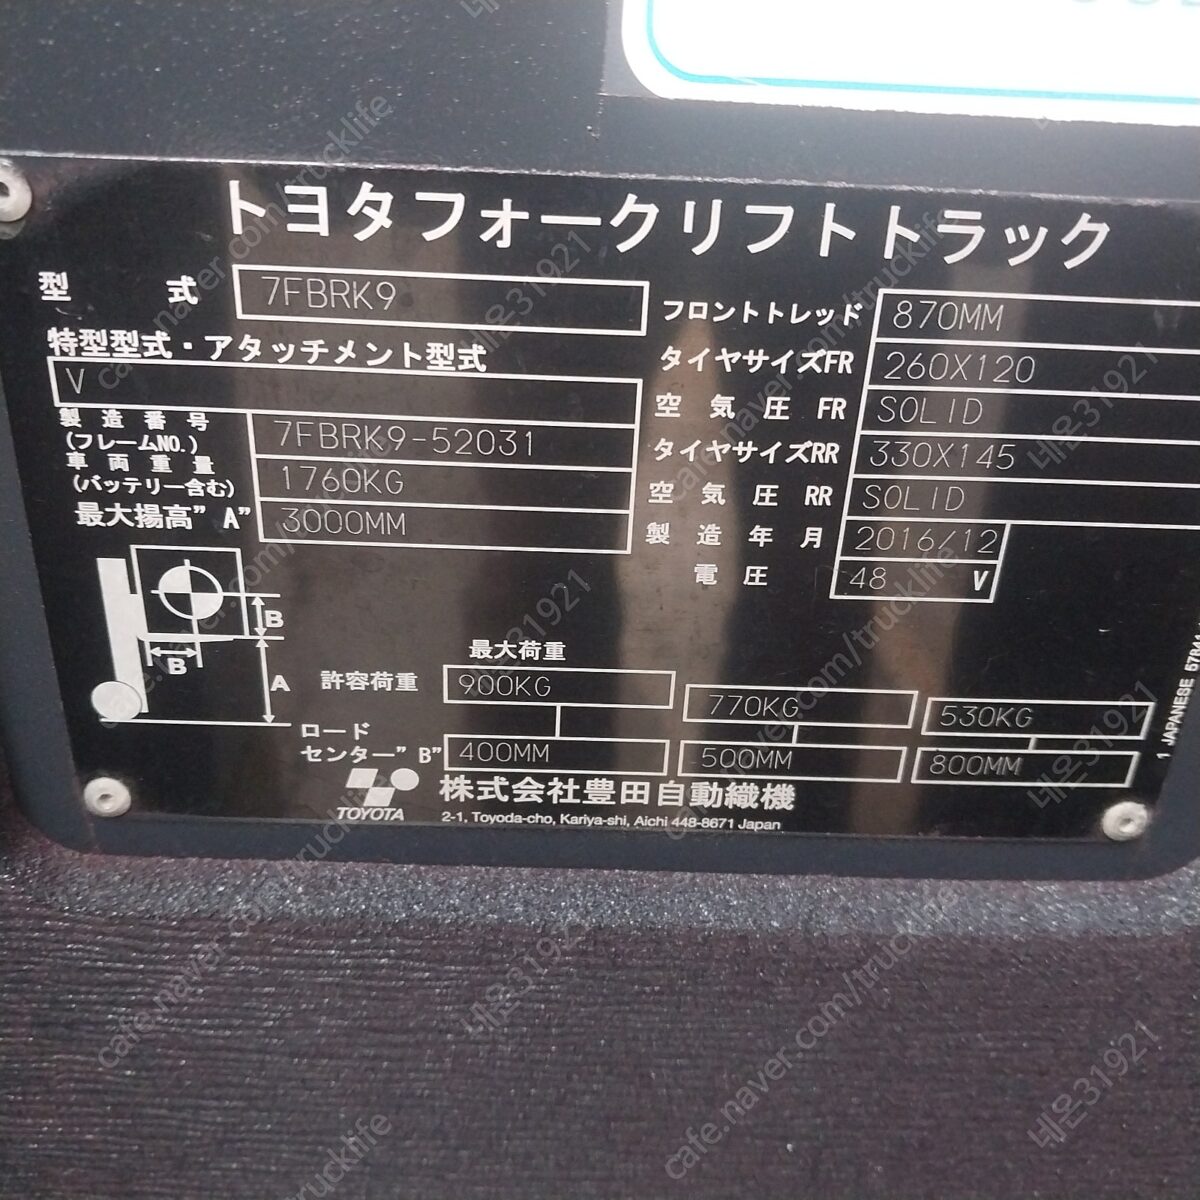 トヨタフォークリフトトラック
型 式 7FBRK9
特型型式・アタッチメント型式
V
製造番号
(フレームNO.)
7FBRK9-52031
車両重量
(バッテリー含む)
1760KG
最大揚高"A"
3000MM
フロントトレッド 870MM
タイヤサイズFR 260X120
空気圧 FR SOLID
タイヤサイズRR 330X145
空気圧 RR SOLID
製造年月 2016/12
電圧 48 V
B
B
A
最大荷重
許容荷重 900KG 770KG 530KG
ロード
センター"B" 400MM 500MM 800MM
TOYOTA
株式会社豊田自動織機
2-1, Toyoda-cho, Kariya-shi, Aichi 448-8671 Japan
1 JAPANESE
cafe.naver.com/trucklife
내온31921